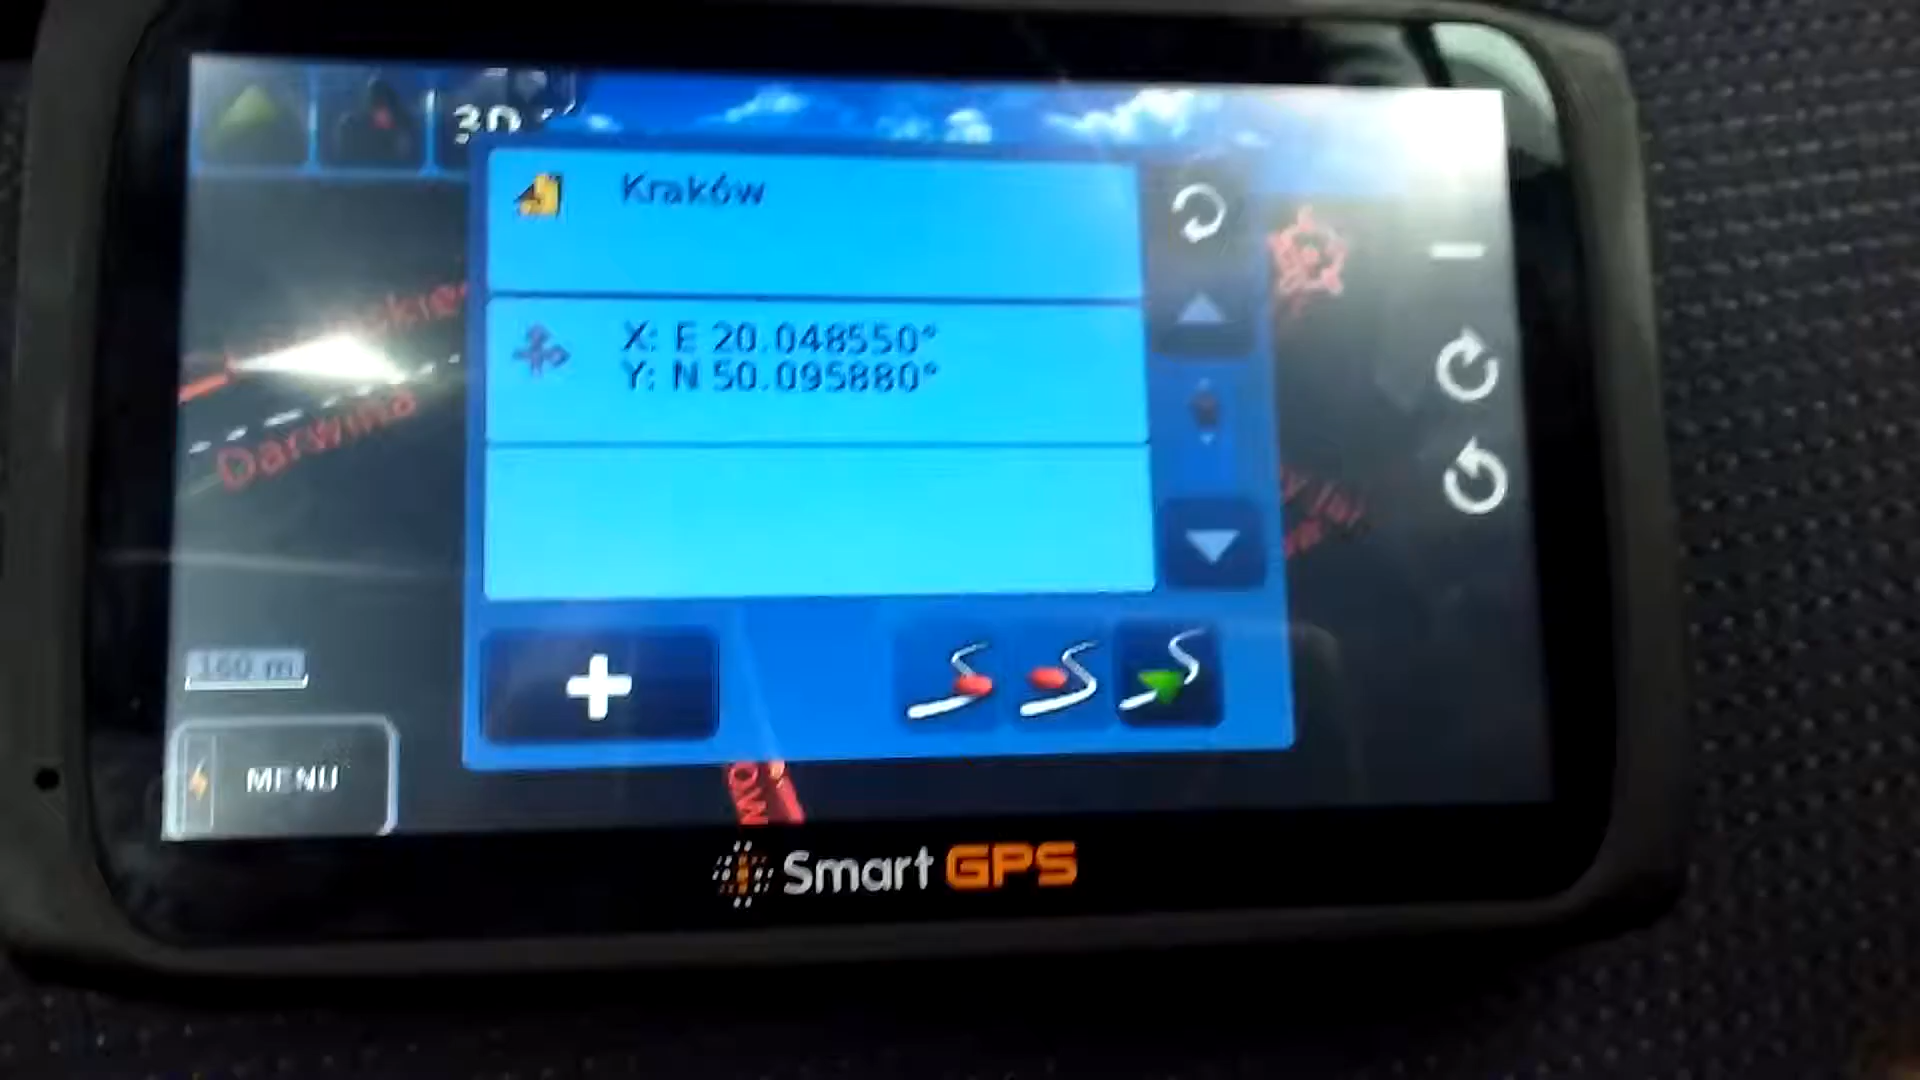 3D
Kraków
X: E 20.048550°
Y: N 50.095880°
Darwina
160 m
MENU
Smart GPS